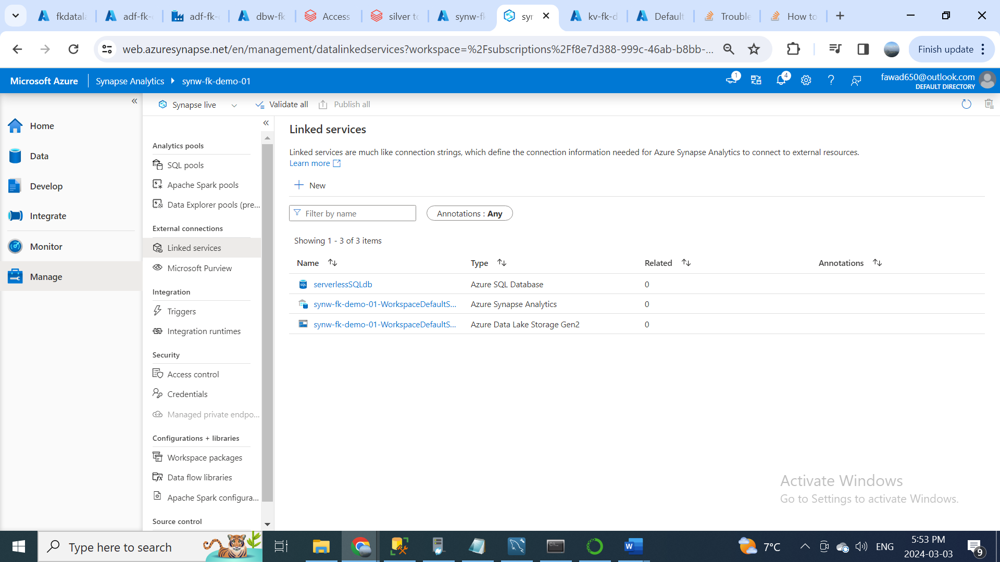 fkdatala
adf-fk-
adf-fk-
dbw-fk
Access
silver to
synw-fk
syn
kv-fk-d
Default
Trouble
How to
web.azuresynapse.net/en/management/datalinkedservices?workspace=%2Fsubscriptions%2Ff8e7d388-999c-46ab-b8bb-...
Finish update
Microsoft Azure
Synapse Analytics
synw-fk-demo-01
1
4
?
fawad650@outlook.com
DEFAULT DIRECTORY
Synapse live
Validate all
Publish all
Home
Data
Develop
Integrate
Monitor
Manage
Analytics pools
SQL pools
Apache Spark pools
Data Explorer pools (pre...
External connections
Linked services
Microsoft Purview
Integration
Triggers
Integration runtimes
Security
Access control
Credentials
Managed private endpo...
Configurations + libraries
Workspace packages
Data flow libraries
Apache Spark configura...
Source control
Linked services
Linked services are much like connection strings, which define the connection information needed for Azure Synapse Analytics to connect to external resources.
Learn more
New
Filter by name
Annotations : Any
Showing 1 - 3 of 3 items
Name Type Related Annotations
SQL serverlessSQLdb Azure SQL Database 0
synw-fk-demo-01-WorkspaceDefaultS... Azure Synapse Analytics 0
synw-fk-demo-01-WorkspaceDefaultS... Azure Data Lake Storage Gen2 0
Activate Windows
Go to Settings to activate Windows.
Type here to search
7°C
ENG
5:53 PM
2024-03-03
9